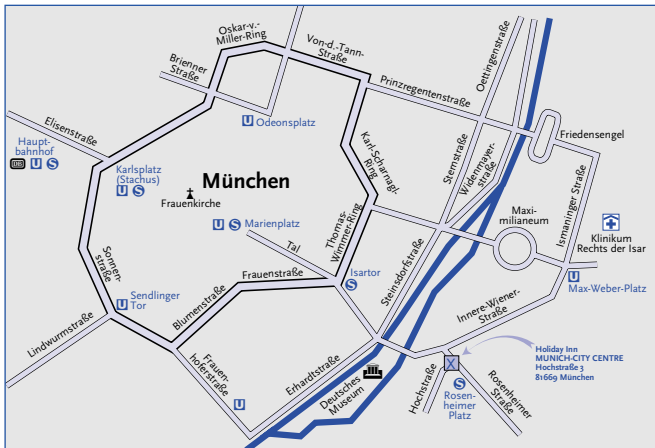 Oskar-v.-
Miller-Ring
Von-d.-Tann-
Straße
Brienner
Straße
Oettingenstraße
Prinzregentenstraße
Elisenstraße
U Odeonsplatz
Friedensengel
Haupt-
bahnhof
DB U S
Karlsplatz
(Stachus)
U S
Karl-Scharnagl-
Ring
Sternstraße
Widenmayer-
straße
Ismaninger Straße
München
Frauenkirche
U S Marienplatz
Thomas-
Wimmer-Ring
Maxi-
milianeum
Klinikum
Rechts der Isar
Tal
Sonnen-
straße
Frauenstraße
Isartor
S
Steinsdorfstraße
U
Max-Weber-Platz
U Sendlinger
Tor
Blumenstraße
Innere-Wiener-
Straße
Lindwurmstraße
Frauen-
hoferstraße
U
Erhardtstraße
Deutsches
Museum
Hochstraße
X
S
Rosen-
heimer
Platz
Rosenheimer
Straße
Holiday Inn
MUNICH-CITY CENTRE
Hochstraße 3
81669 München